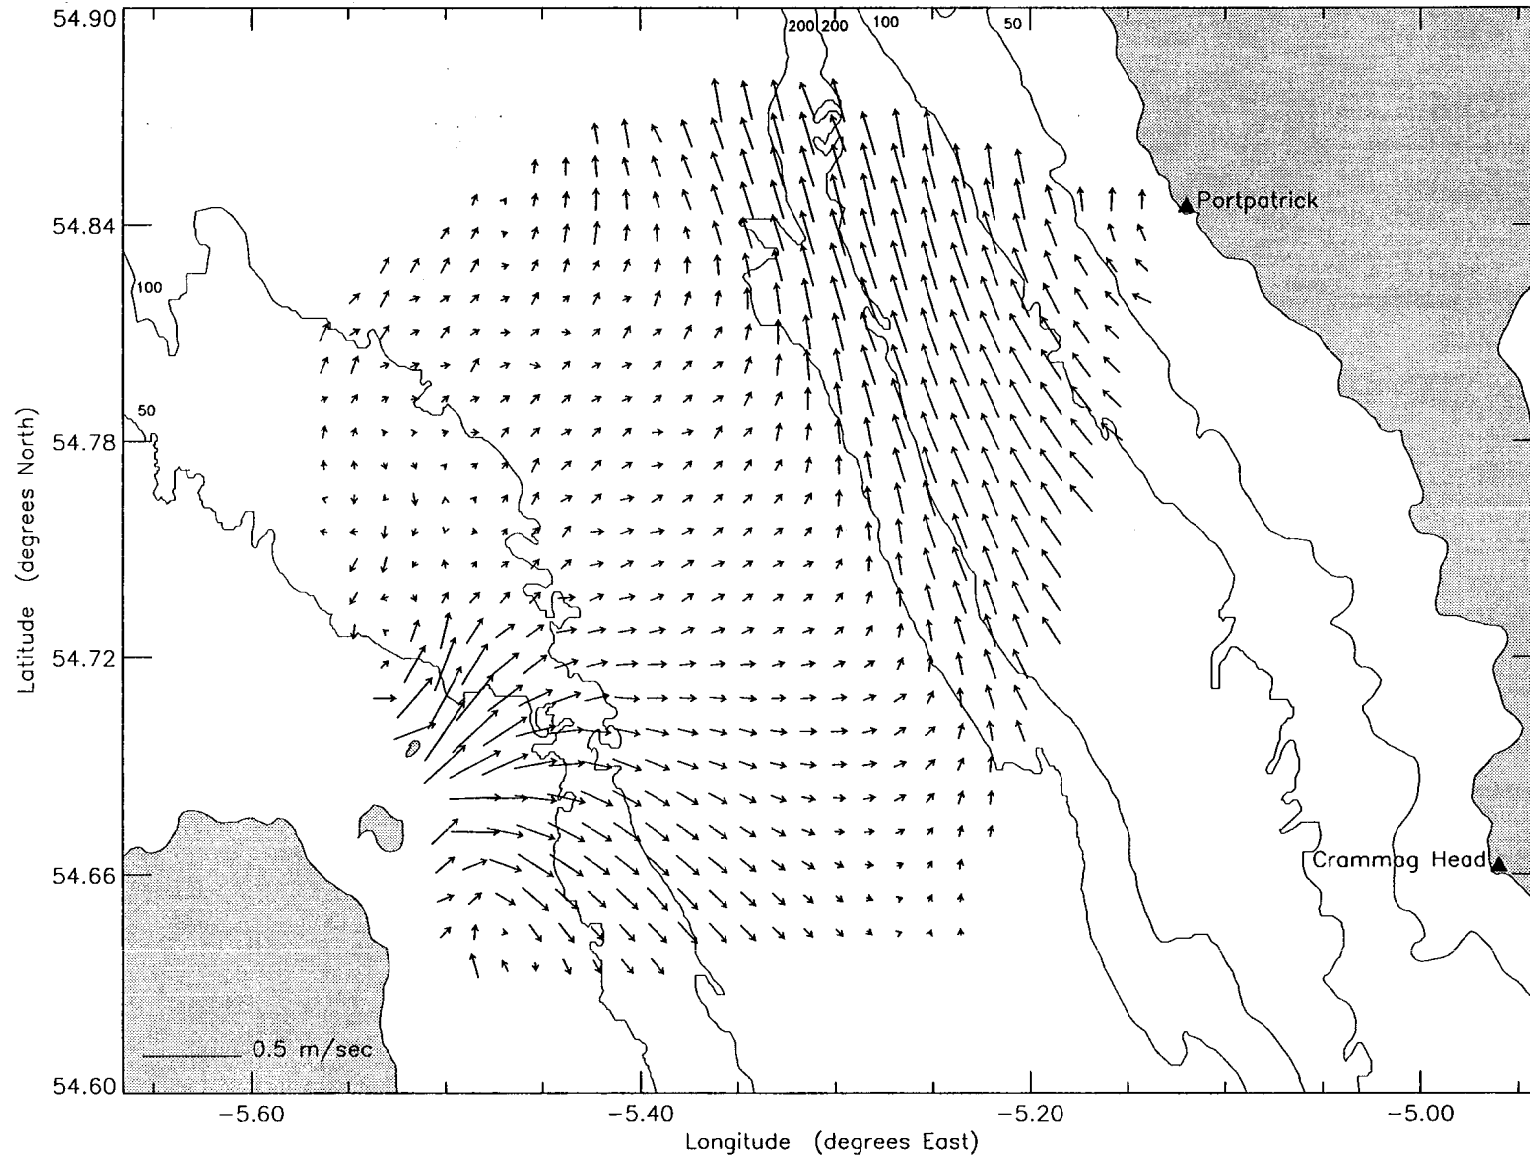 54.90
200 200 100 50
Portpatrick
54.84
100
50
54.78
Latitude (degrees North)
54.72
54.66
Crammag Head
0.5 m/sec
54.60
-5.60 -5.40 -5.20 -5.00
Longitude (degrees East)